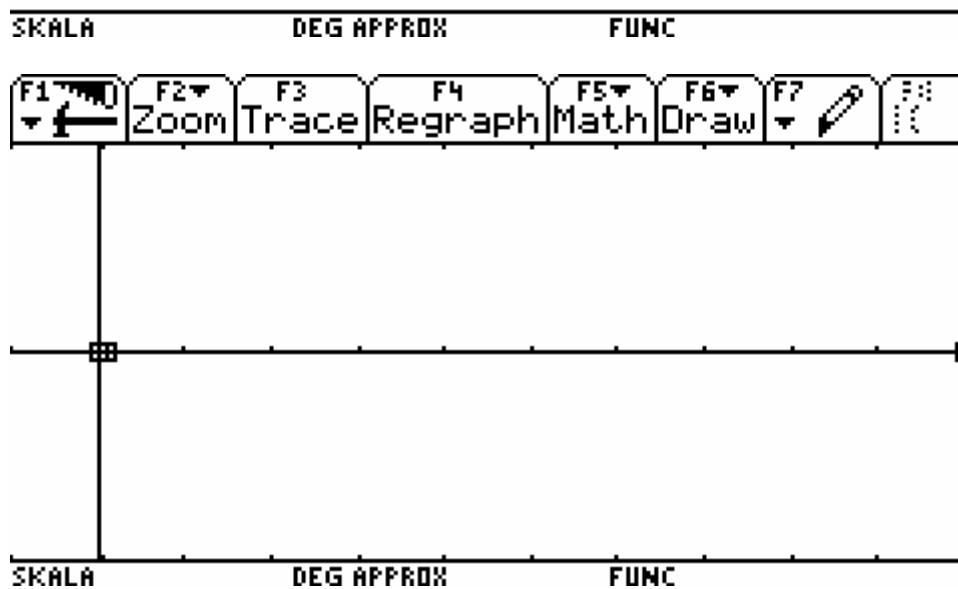 SKALA DEG APPROX FUNC
F1 F2 F3 F4 F5 F6 F7 F8
Zoom Trace Regraph Math Draw
SKALA DEG APPROX FUNC